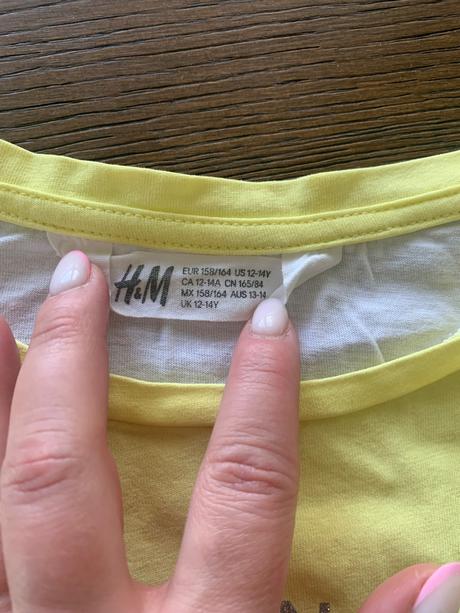 H&M
EUR 158/164 US 12-14Y
CA 12-14A CN 165/84
MX 158/164 AUS 13-14
UK 12-14Y